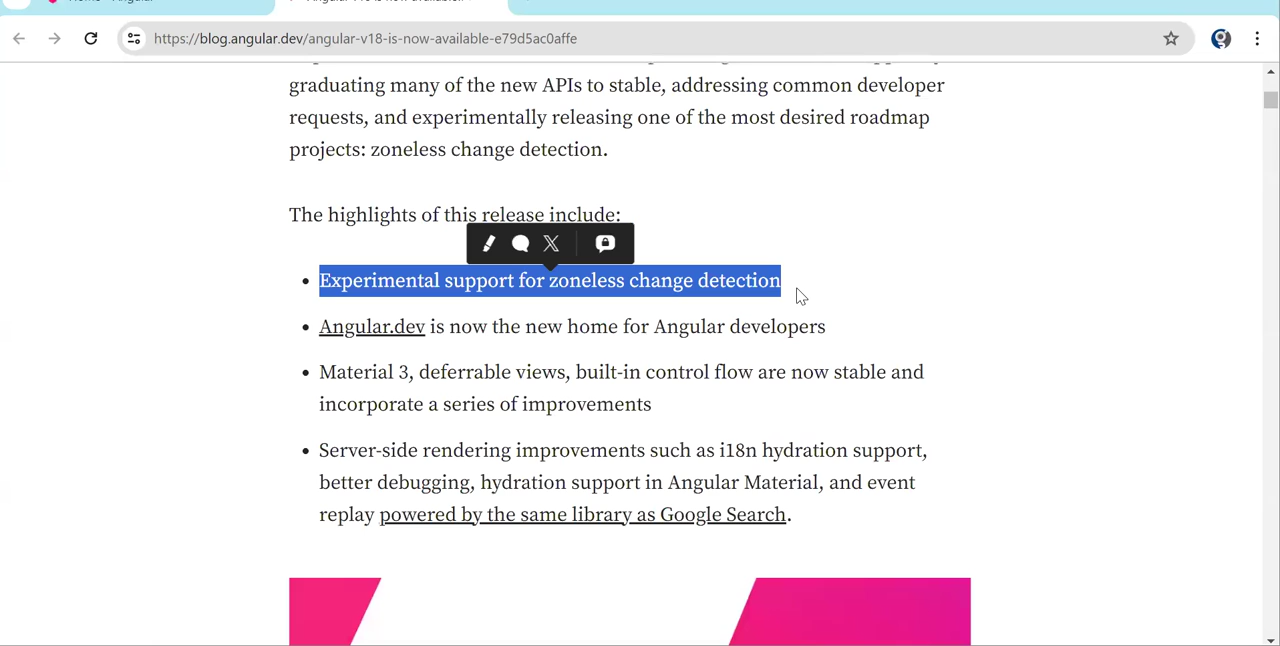 https://blog.angular.dev/angular-v18-is-now-available-e79d5ac0affe
graduating many of the new APIs to stable, addressing common developer
requests, and experimentally releasing one of the most desired roadmap
projects: zoneless change detection.
The highlights of this release include:
• Experimental support for zoneless change detection
• Angular.dev is now the new home for Angular developers
• Material 3, deferrable views, built-in control flow are now stable and
incorporate a series of improvements
• Server-side rendering improvements such as i18n hydration support,
better debugging, hydration support in Angular Material, and event
replay powered by the same library as Google Search.